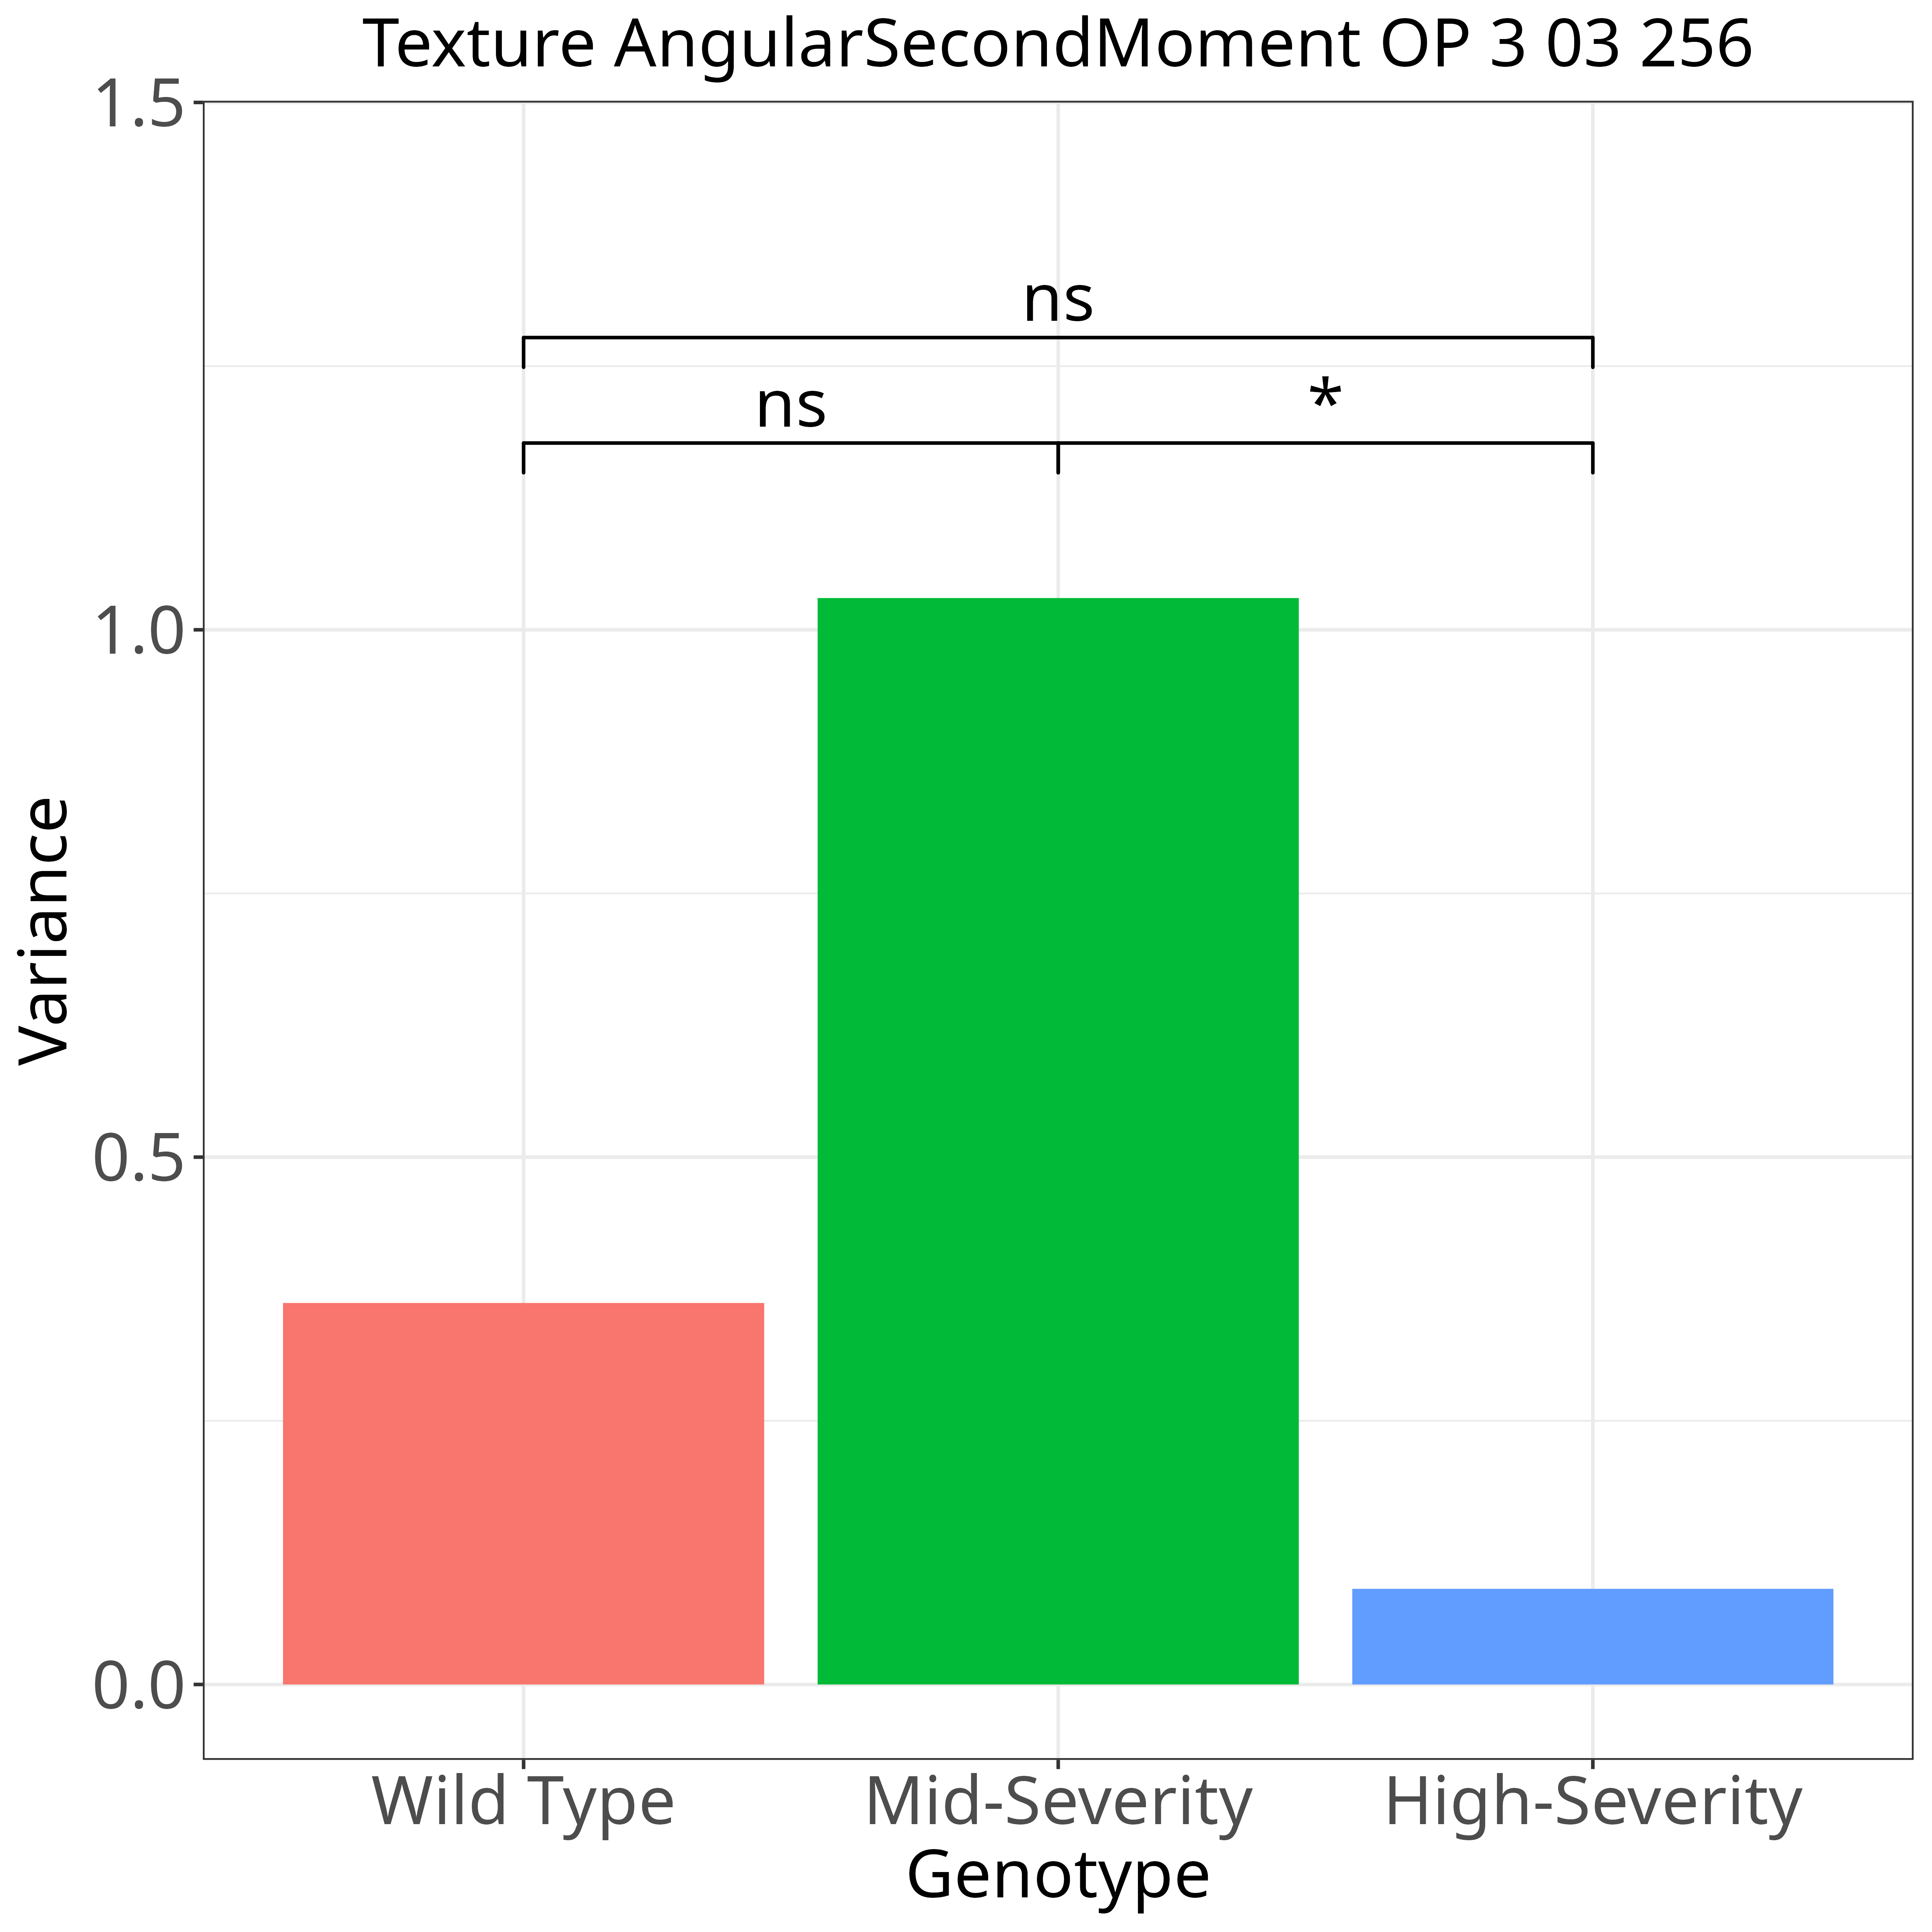 Texture AngularSecondMoment OP 3 03 256
1.5
ns
ns *
1.0
Variance
0.5
0.0
Wild Type Mid-Severity High-Severity
Genotype